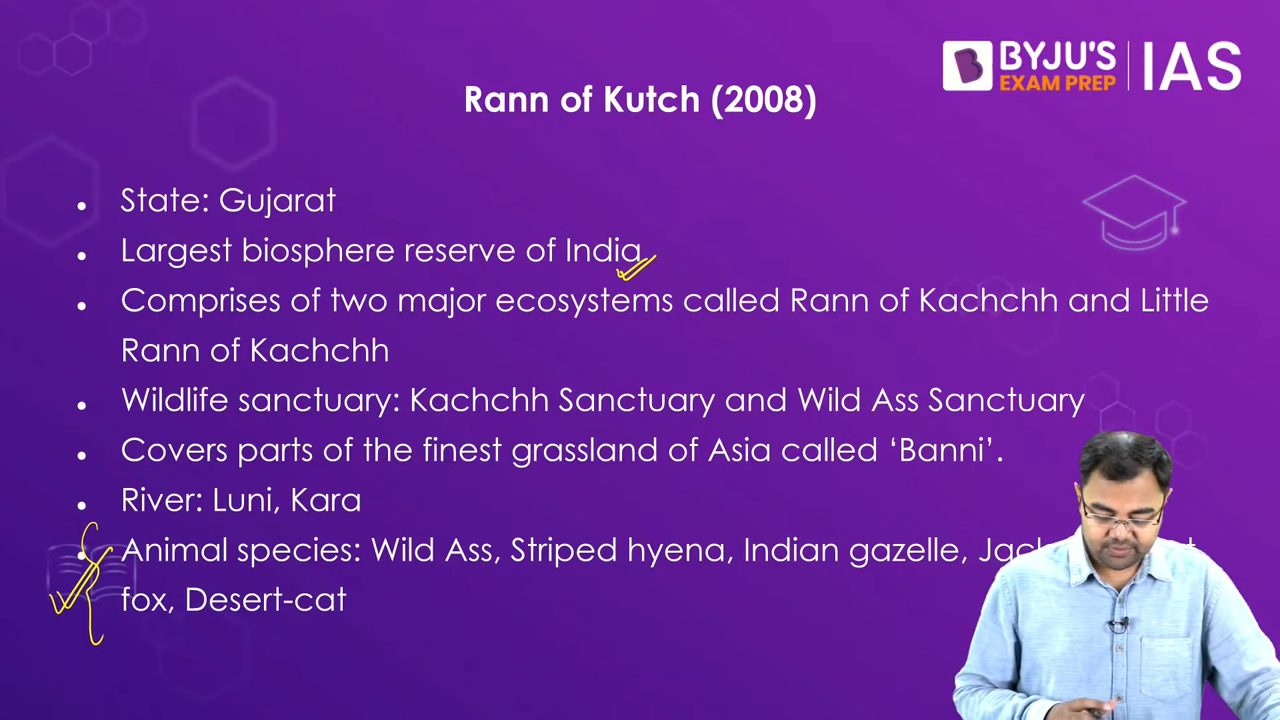 BYJU'S
EXAM PREP
IAS
Rann of Kutch (2008)
• State: Gujarat
• Largest biosphere reserve of India
• Comprises of two major ecosystems called Rann of Kachchh and Little
Rann of Kachchh
• Wildlife sanctuary: Kachchh Sanctuary and Wild Ass Sanctuary
• Covers parts of the finest grassland of Asia called ‘Banni’.
• River: Luni, Kara
• Animal species: Wild Ass, Striped hyena, Indian gazelle,
fox, Desert-cat